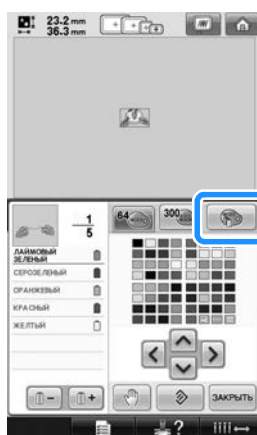 23.2 mm
36.3 mm
1
5
64
300
ЛАЙМОВЫЙ
ЗЕЛЕНЫЙ
СЕРОЗЕЛЕНЫЙ
ОРАНЖЕВЫЙ
КРАСНЫЙ
ЖЕЛТЫЙ
− +
ЗАКРЫТЬ
?